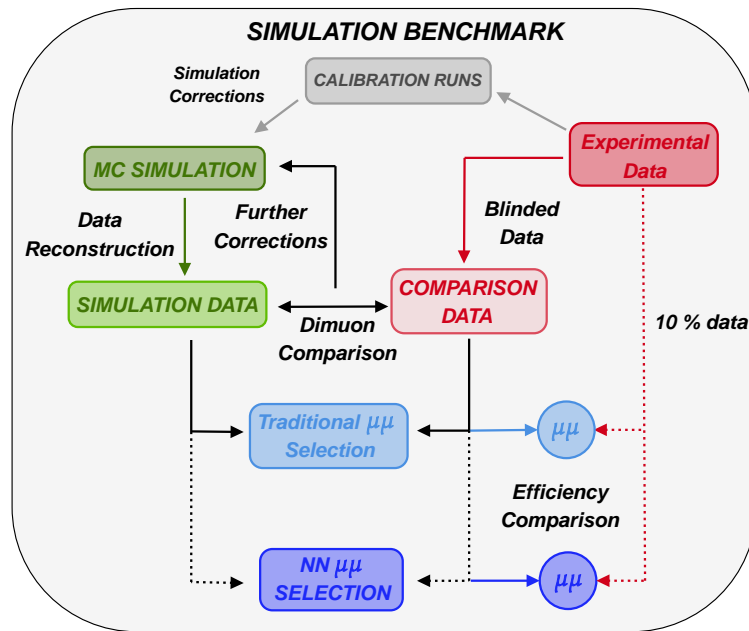 SIMULATION BENCHMARK
Simulation
Corrections
CALIBRATION RUNS
Experimental
Data
MC SIMULATION
Data
Reconstruction
Further
Corrections
Blinded
Data
SIMULATION DATA
Dimuon
Comparison
COMPARISON
DATA
10 % data
Traditional μμ
Selection
μμ
Efficiency
Comparison
NN μμ
SELECTION
μμ